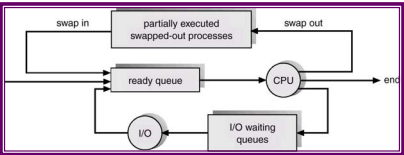 swap in
partially executed
swapped-out processes
swap out
ready queue
CPU
end
I/O
I/O waiting
queues